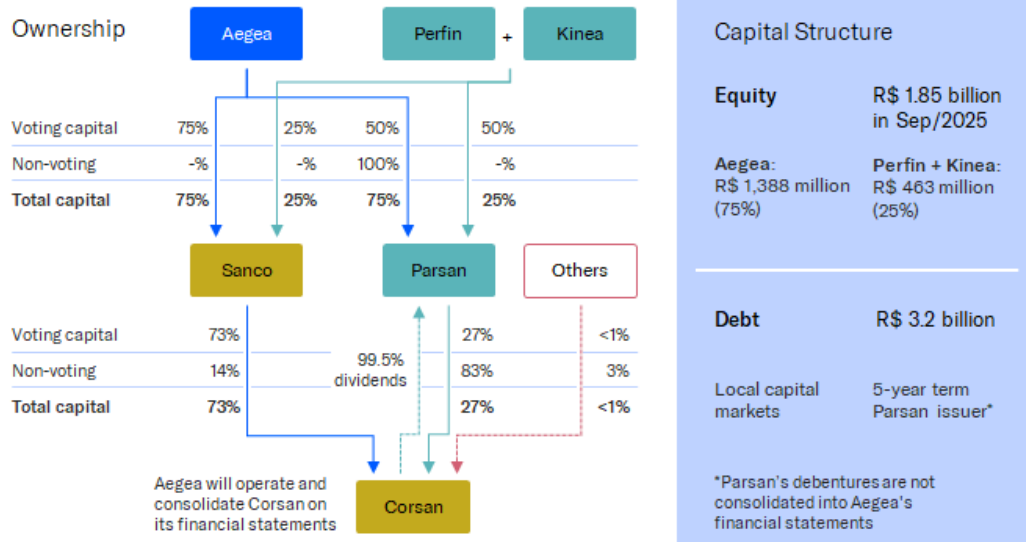 Ownership
Aegea
Perfin
+
Kinea
Voting capital 75% 25% 50% 50%
Non-voting -% -% 100% -%
Total capital 75% 25% 75% 25%
Sanco
Parsan
Others
Voting capital 73% 27% <1%
Non-voting 14% 83% 3%
Total capital 73% 27% <1%
99.5%
dividends
Aegea will operate and
consolidate Corsan on
its financial statements
Corsan
Capital Structure
Equity
R$ 1.85 billion
in Sep/2025
Aegea:
R$ 1,388 million
(75%)
Perfin + Kinea:
R$ 463 million
(25%)
Debt
R$ 3.2 billion
Local capital
markets
5-year term
Parsan issuer*
*Parsan's debentures are not
consolidated into Aegea's
financial statements